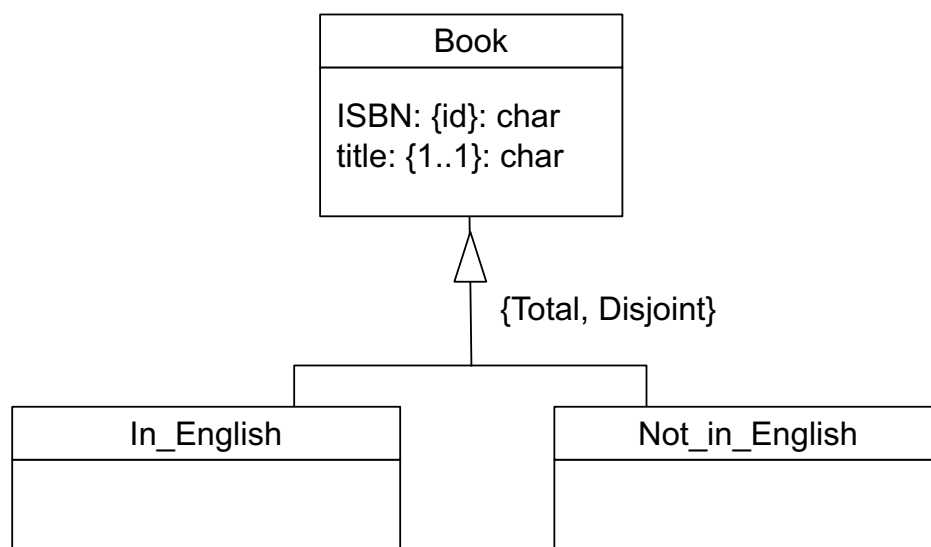 Book
ISBN: {id}: char
title: {1..1}: char
{Total, Disjoint}
In_English
Not_in_English